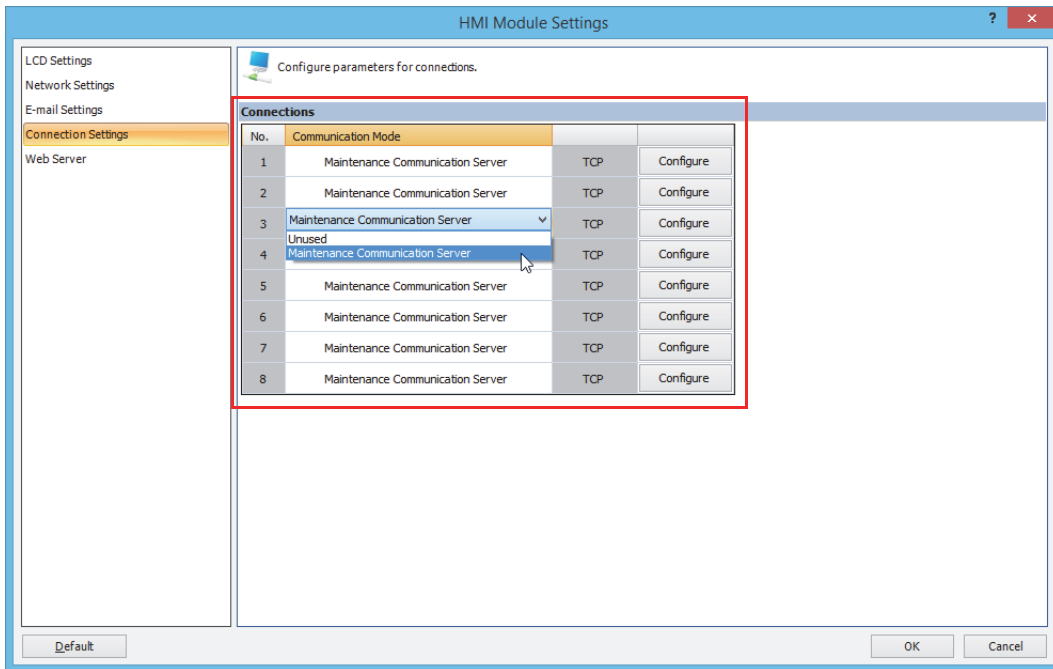 HMI Module Settings
?
LCD Settings
Network Settings
E-mail Settings
Connection Settings
Web Server
Configure parameters for connections.
Connections
No. Communication Mode
1 Maintenance Communication Server TCP Configure
2 Maintenance Communication Server TCP Configure
3 Maintenance Communication Server TCP Configure
Unused
Maintenance Communication Server
4 TCP Configure
5 Maintenance Communication Server TCP Configure
6 Maintenance Communication Server TCP Configure
7 Maintenance Communication Server TCP Configure
8 Maintenance Communication Server TCP Configure
Default OK Cancel